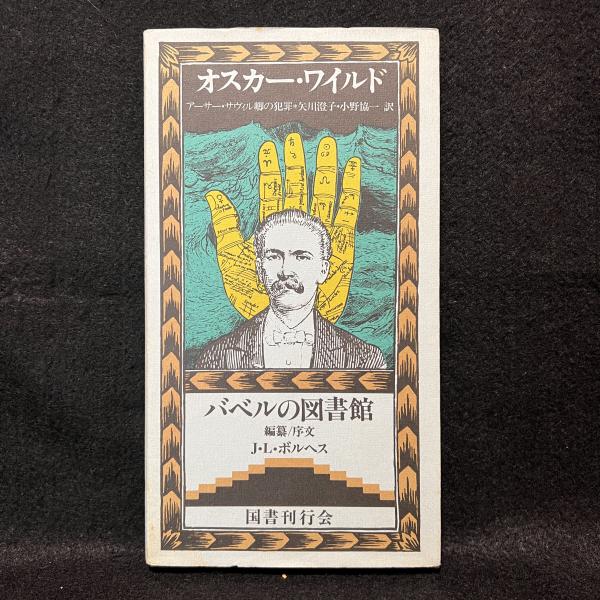 オスカー・ワイルド
アーサー・サヴィル卿の犯罪＊矢川澄子・小野協一 訳
バベルの図書館
編纂/序文
J・L・ボルヘス
国書刊行会